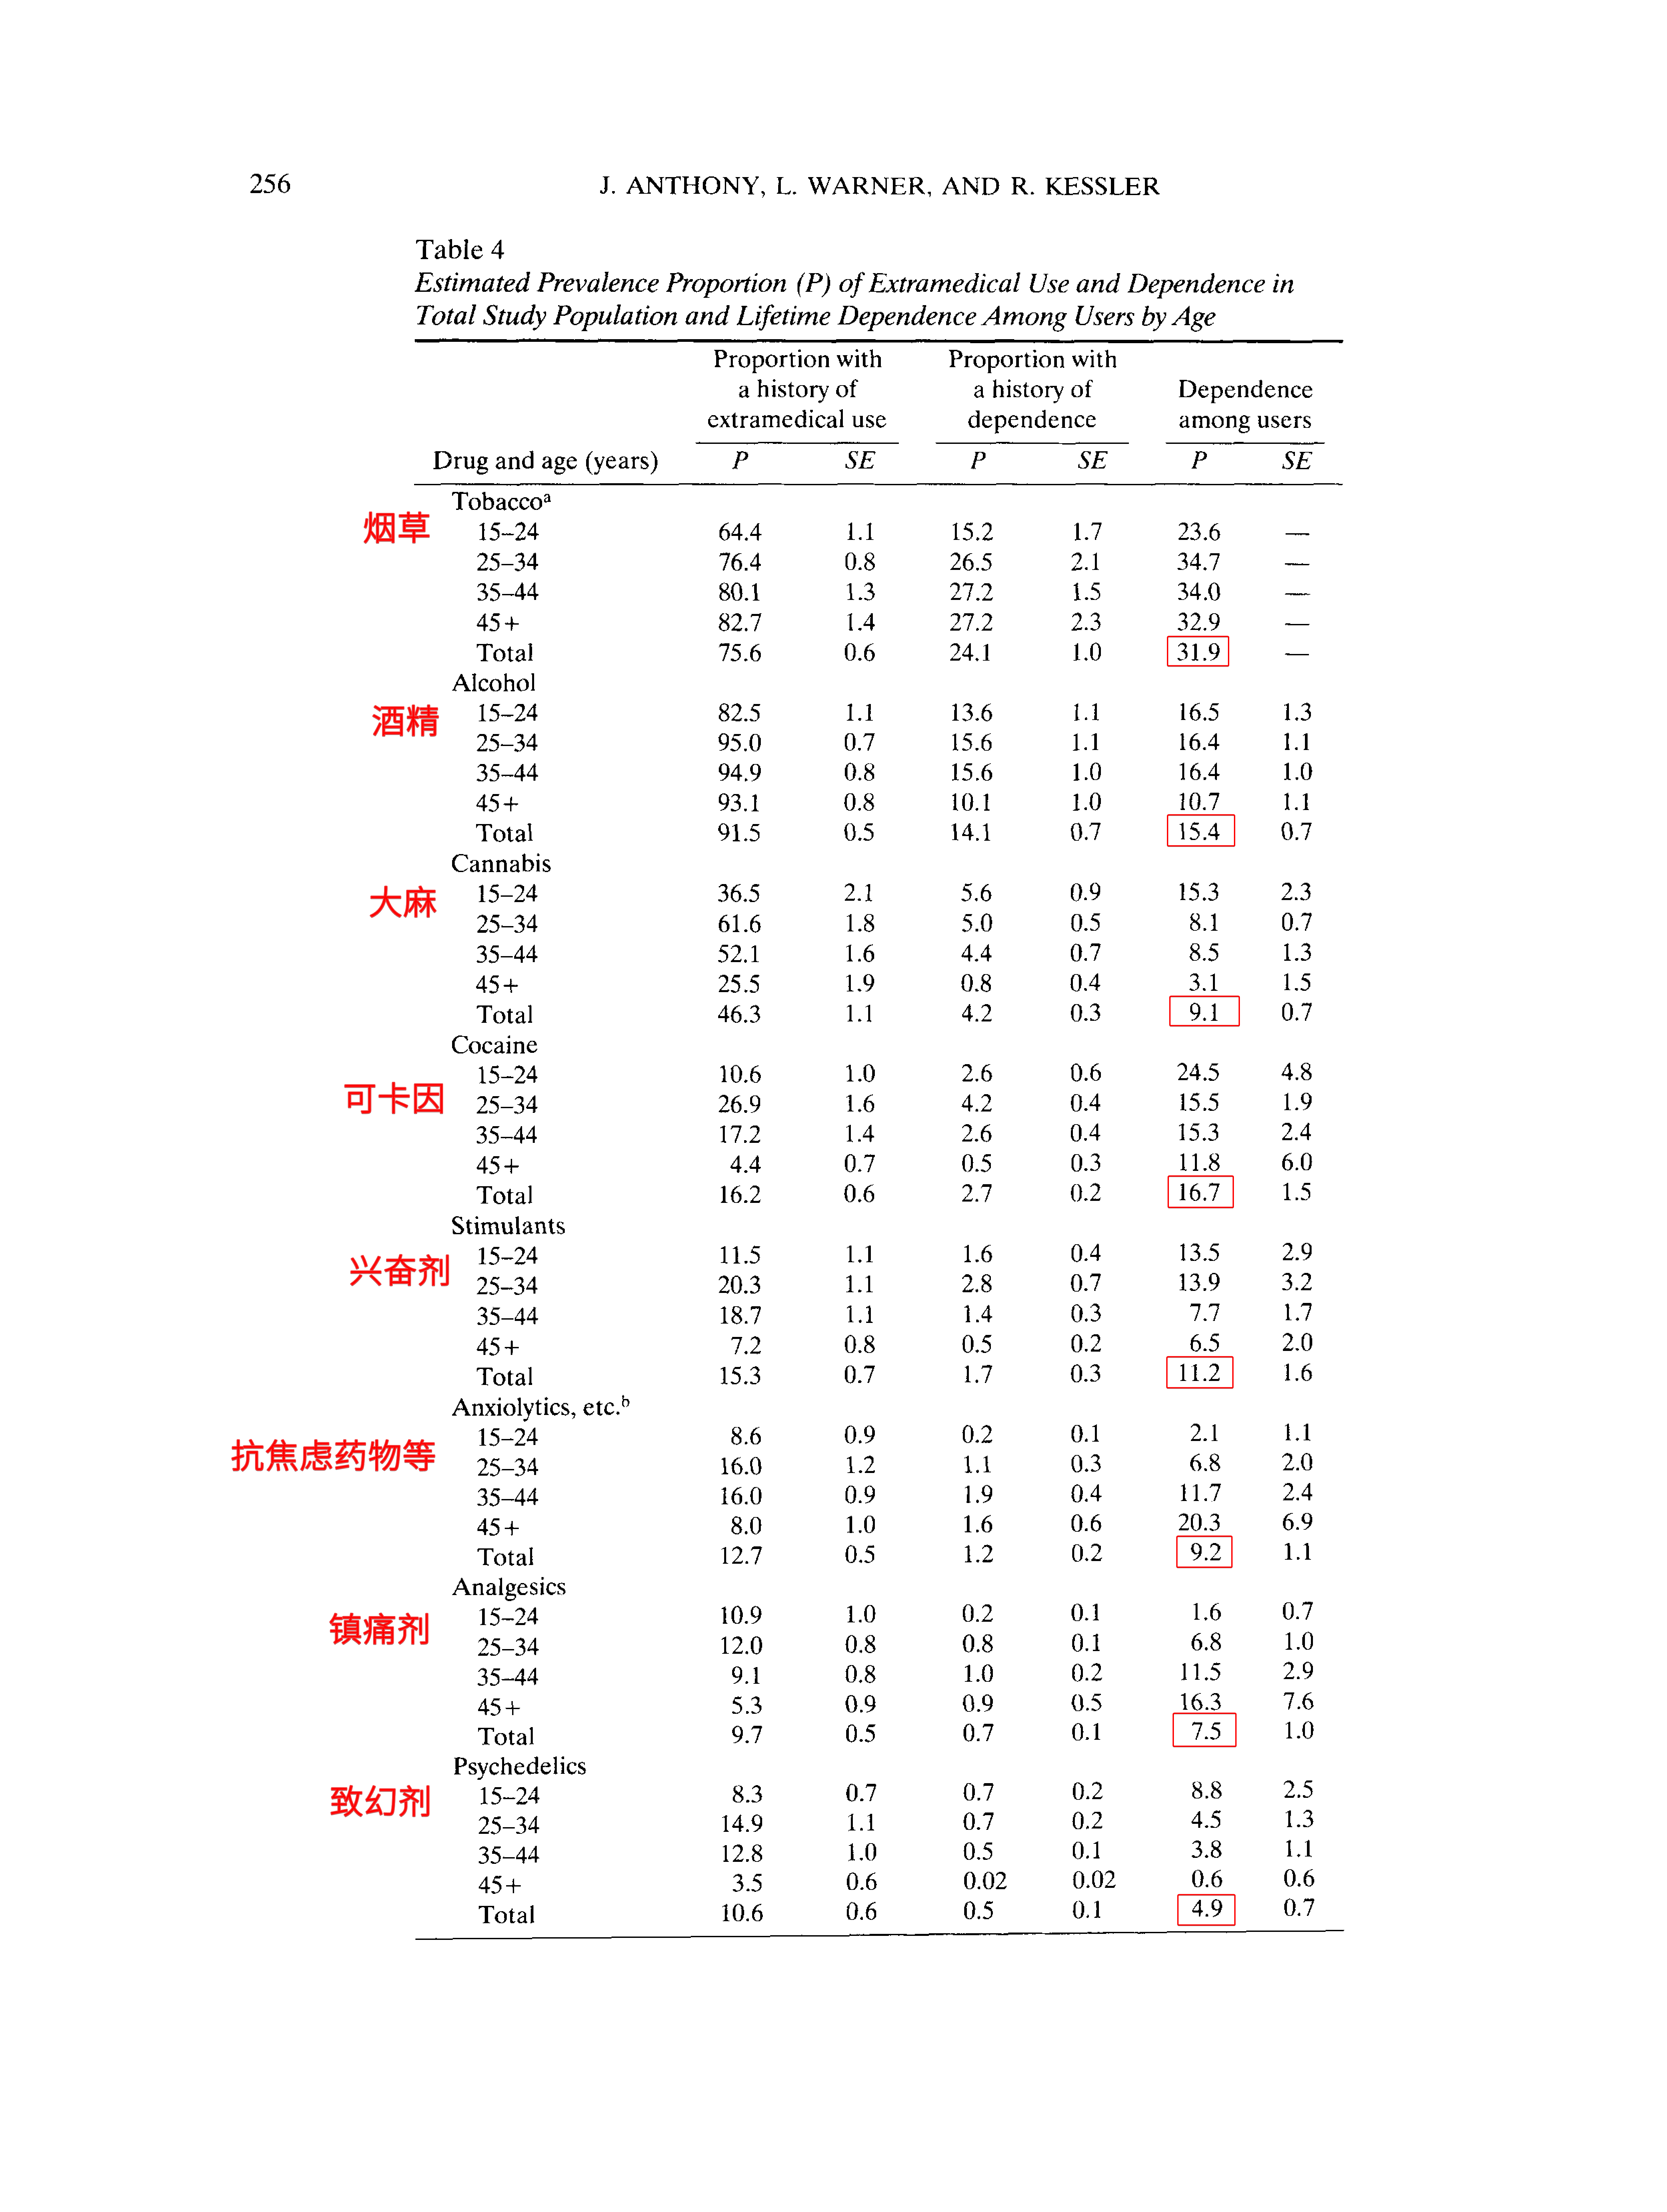 256 J. ANTHONY, L. WARNER, AND R. KESSLER
Table 4
Estimated Prevalence Proportion (P) of Extramedical Use and Dependence in
Total Study Population and Lifetime Dependence Among Users by Age
Proportion with Proportion with
a history of a history of Dependence
extramedical use dependence among users
Drug and age (years) P SE P SE P SE
Tobaccoᵃ
烟草 15–24 64.4 1.1 15.2 1.7 23.6 —
25–34 76.4 0.8 26.5 2.1 34.7 —
35–44 80.1 1.3 27.2 1.5 34.0 —
45+ 82.7 1.4 27.2 2.3 32.9 —
Total 75.6 0.6 24.1 1.0 31.9 —
Alcohol
酒精 15–24 82.5 1.1 13.6 1.1 16.5 1.3
25–34 95.0 0.7 15.6 1.1 16.4 1.1
35–44 94.9 0.8 15.6 1.0 16.4 1.0
45+ 93.1 0.8 10.1 1.0 10.7 1.1
Total 91.5 0.5 14.1 0.7 15.4 0.7
Cannabis
大麻 15–24 36.5 2.1 5.6 0.9 15.3 2.3
25–34 61.6 1.8 5.0 0.5 8.1 0.7
35–44 52.1 1.6 4.4 0.7 8.5 1.3
45+ 25.5 1.9 0.8 0.4 3.1 1.5
Total 46.3 1.1 4.2 0.3 9.1 0.7
Cocaine
15–24 10.6 1.0 2.6 0.6 24.5 4.8
可卡因 25–34 26.9 1.6 4.2 0.4 15.5 1.9
35–44 17.2 1.4 2.6 0.4 15.3 2.4
45+ 4.4 0.7 0.5 0.3 11.8 6.0
Total 16.2 0.6 2.7 0.2 16.7 1.5
Stimulants
15–24 11.5 1.1 1.6 0.4 13.5 2.9
兴奋剂 25–34 20.3 1.1 2.8 0.7 13.9 3.2
35–44 18.7 1.1 1.4 0.3 7.7 1.7
45+ 7.2 0.8 0.5 0.2 6.5 2.0
Total 15.3 0.7 1.7 0.3 11.2 1.6
Anxiolytics, etc.ᵇ
15–24 8.6 0.9 0.2 0.1 2.1 1.1
抗焦虑药物等 25–34 16.0 1.2 1.1 0.3 6.8 2.0
35–44 16.0 0.9 1.9 0.4 11.7 2.4
45+ 8.0 1.0 1.6 0.6 20.3 6.9
Total 12.7 0.5 1.2 0.2 9.2 1.1
Analgesics
镇痛剂 15–24 10.9 1.0 0.2 0.1 1.6 0.7
25–34 12.0 0.8 0.8 0.1 6.8 1.0
35–44 9.1 0.8 1.0 0.2 11.5 2.9
45+ 5.3 0.9 0.9 0.5 16.3 7.6
Total 9.7 0.5 0.7 0.1 7.5 1.0
Psychedelics
致幻剂 15–24 8.3 0.7 0.7 0.2 8.8 2.5
25–34 14.9 1.1 0.7 0.2 4.5 1.3
35–44 12.8 1.0 0.5 0.1 3.8 1.1
45+ 3.5 0.6 0.02 0.02 0.6 0.6
Total 10.6 0.6 0.5 0.1 4.9 0.7